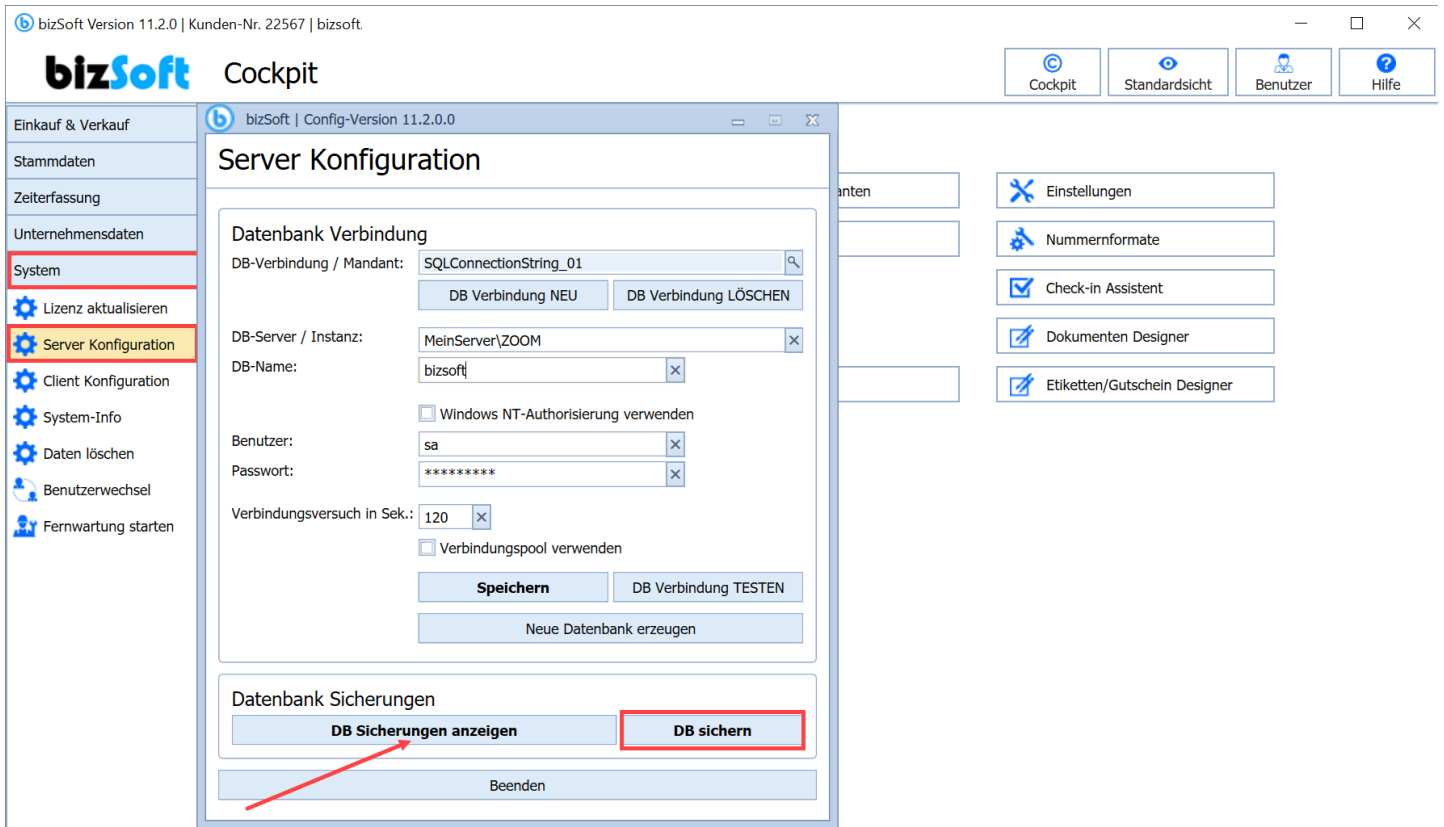 bizSoft Version 11.2.0 | Kunden-Nr. 22567 | bizsoft.
bizSoft Cockpit
Cockpit
Standardsicht
Benutzer
Hilfe
Einkauf & Verkauf
Stammdaten
Zeiterfassung
Unternehmensdaten
System
Lizenz aktualisieren
Server Konfiguration
Client Konfiguration
System-Info
Daten löschen
Benutzerwechsel
Fernwartung starten
bizSoft | Config-Version 11.2.0.0
Server Konfiguration
Datenbank Verbindung
DB-Verbindung / Mandant: SQLConnectionString_01
DB Verbindung NEU DB Verbindung LÖSCHEN
DB-Server / Instanz: MeinServer\ZOOM
DB-Name: bizsoft
Windows NT-Authorisierung verwenden
Benutzer: sa
Passwort: *********
Verbindungsversuch in Sek.: 120
Verbindungspool verwenden
Speichern DB Verbindung TESTEN
Neue Datenbank erzeugen
Datenbank Sicherungen
DB Sicherungen anzeigen DB sichern
Beenden
anten
Einstellungen
Nummernformate
Check-in Assistent
Dokumenten Designer
Etiketten/Gutschein Designer